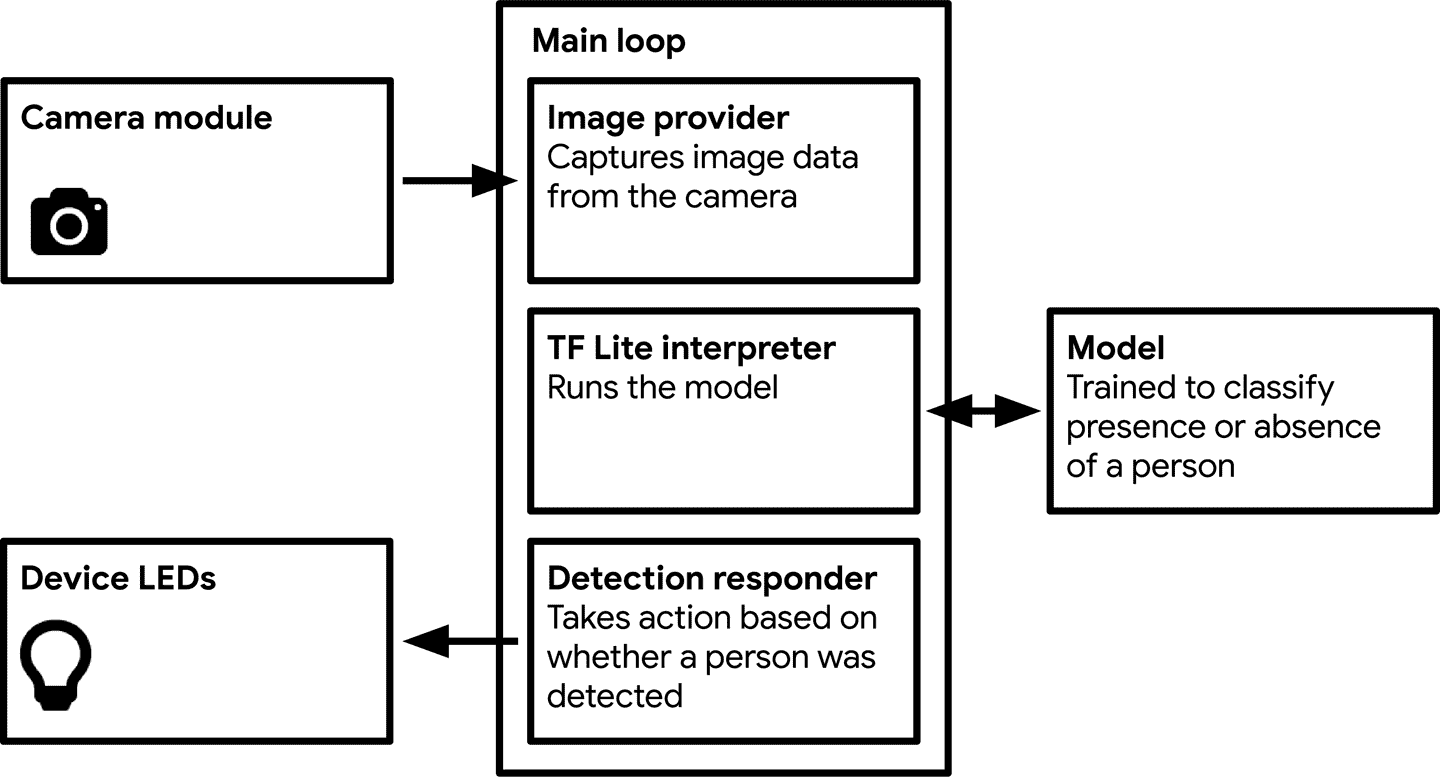 Main loop
Camera module
Image provider
Captures image data
from the camera
TF Lite interpreter
Runs the model
Model
Trained to classify
presence or absence
of a person
Device LEDs
Detection responder
Takes action based on
whether a person was
detected